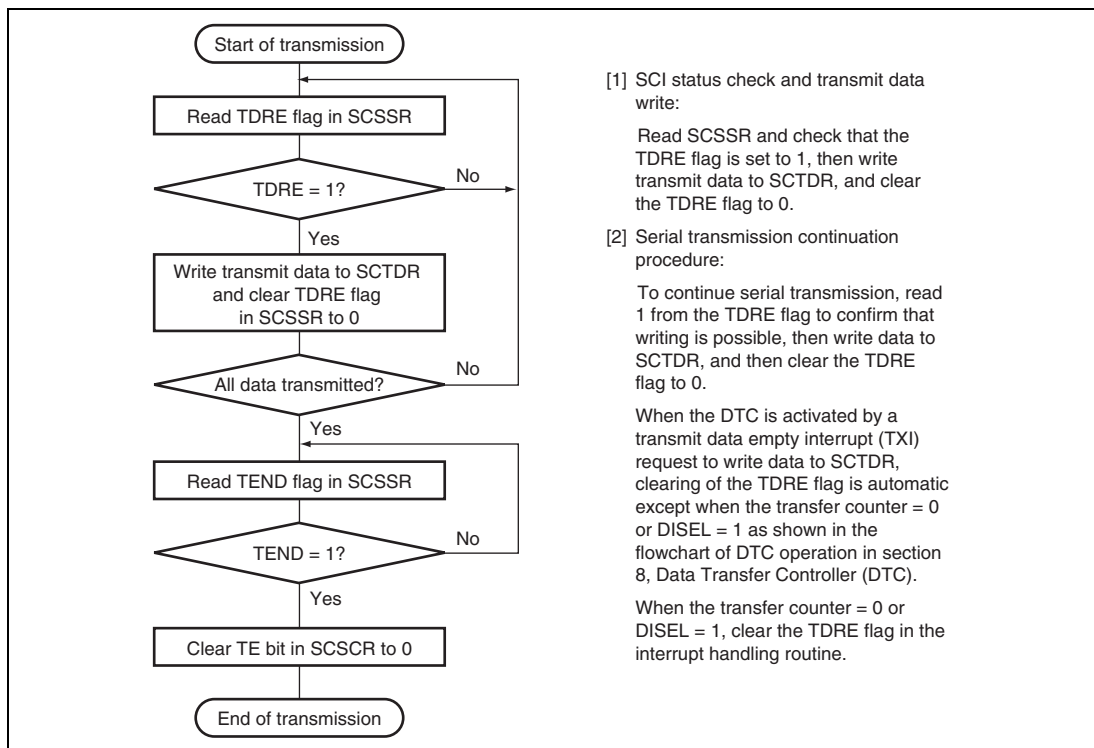 Start of transmission
Read TDRE flag in SCSSR
TDRE = 1?
No
Yes
Write transmit data to SCTDR
and clear TDRE flag
in SCSSR to 0
All data transmitted?
No
Yes
Read TEND flag in SCSSR
TEND = 1?
No
Yes
Clear TE bit in SCSCR to 0
End of transmission
[1] SCI status check and transmit data
write:
Read SCSSR and check that the
TDRE flag is set to 1, then write
transmit data to SCTDR, and clear
the TDRE flag to 0.
[2] Serial transmission continuation
procedure:
To continue serial transmission, read
1 from the TDRE flag to confirm that
writing is possible, then write data to
SCTDR, and then clear the TDRE
flag to 0.
When the DTC is activated by a
transmit data empty interrupt (TXI)
request to write data to SCTDR,
clearing of the TDRE flag is automatic
except when the transfer counter = 0
or DISEL = 1 as shown in the
flowchart of DTC operation in section
8, Data Transfer Controller (DTC).
When the transfer counter = 0 or
DISEL = 1, clear the TDRE flag in the
interrupt handling routine.